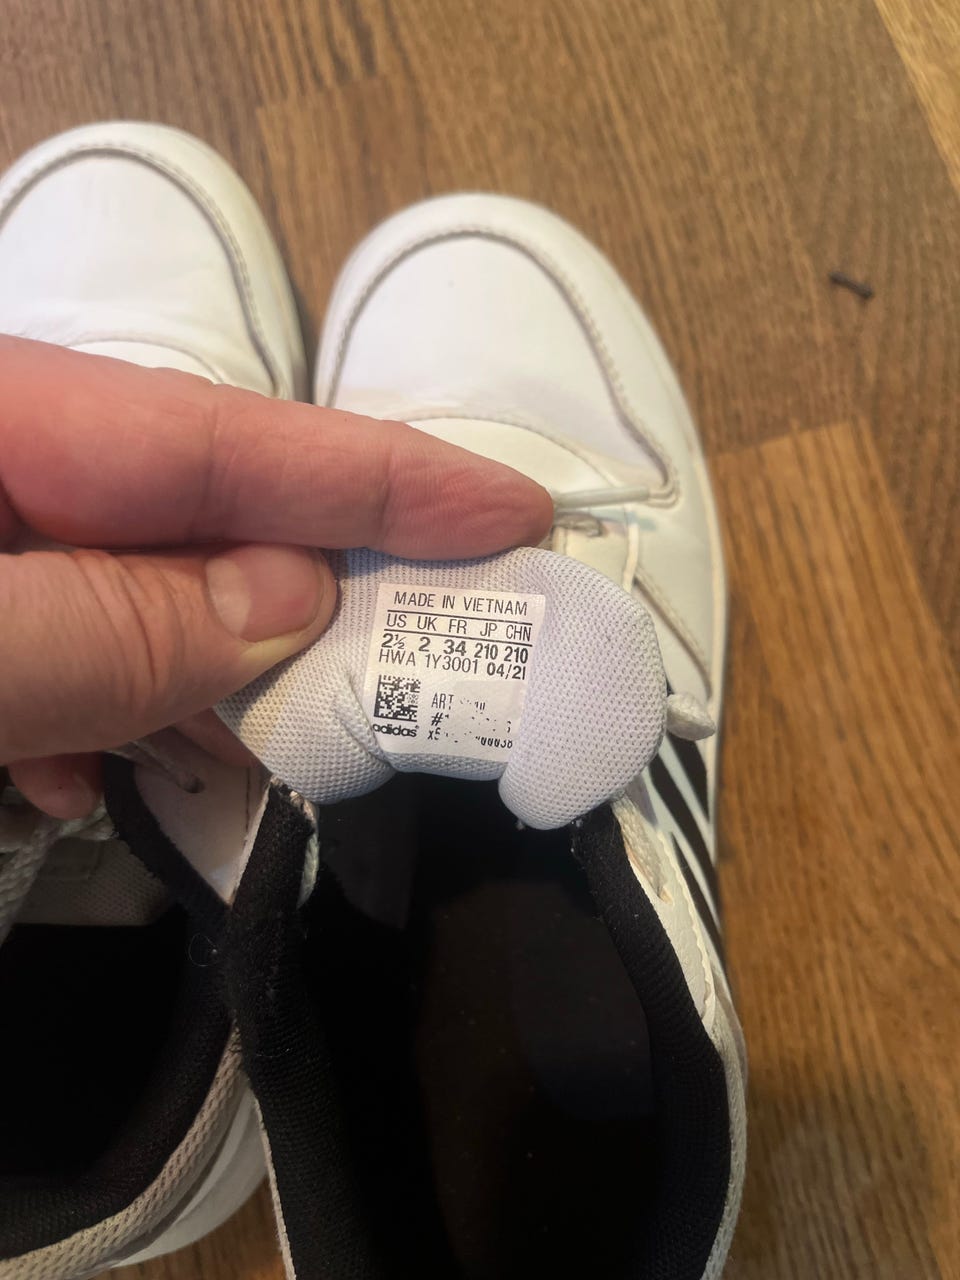 MADE IN VIETNAM
US UK FR JP CHN
2½ 2 34 210 210
HWA 1Y3001 04/21
ART
adidas